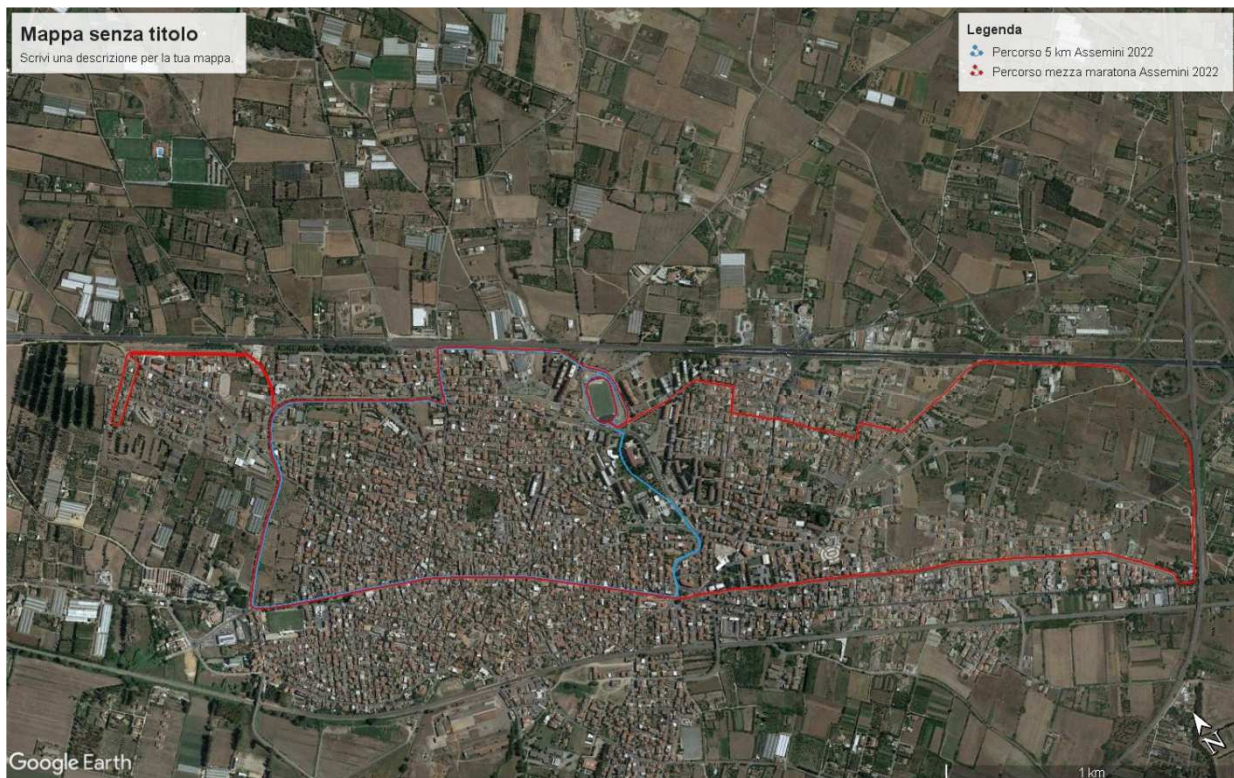 Mappa senza titolo
Scrivi una descrizione per la tua mappa.
Legenda
Percorso 5 km Assemini 2022
Percorso mezza maratona Assemini 2022
Google Earth
N
1 km